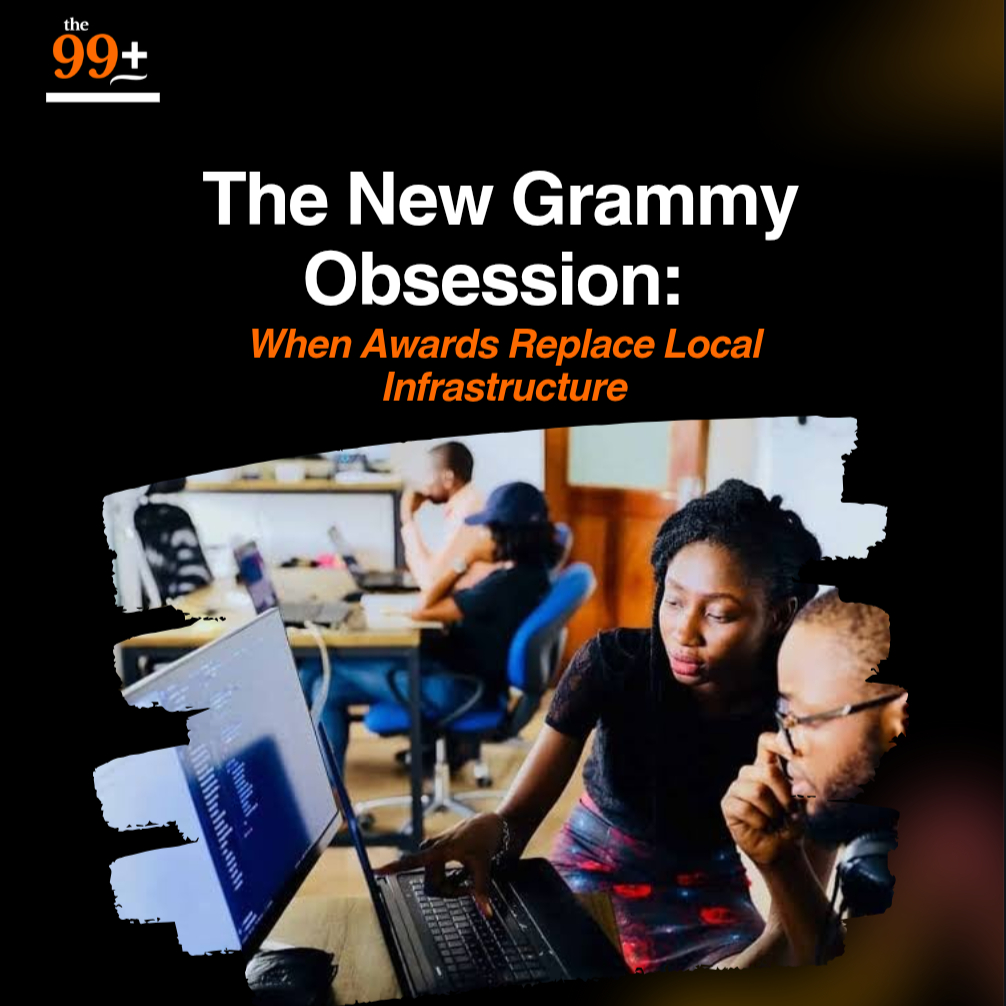 the
99+
The New Grammy
Obsession:
When Awards Replace Local
Infrastructure